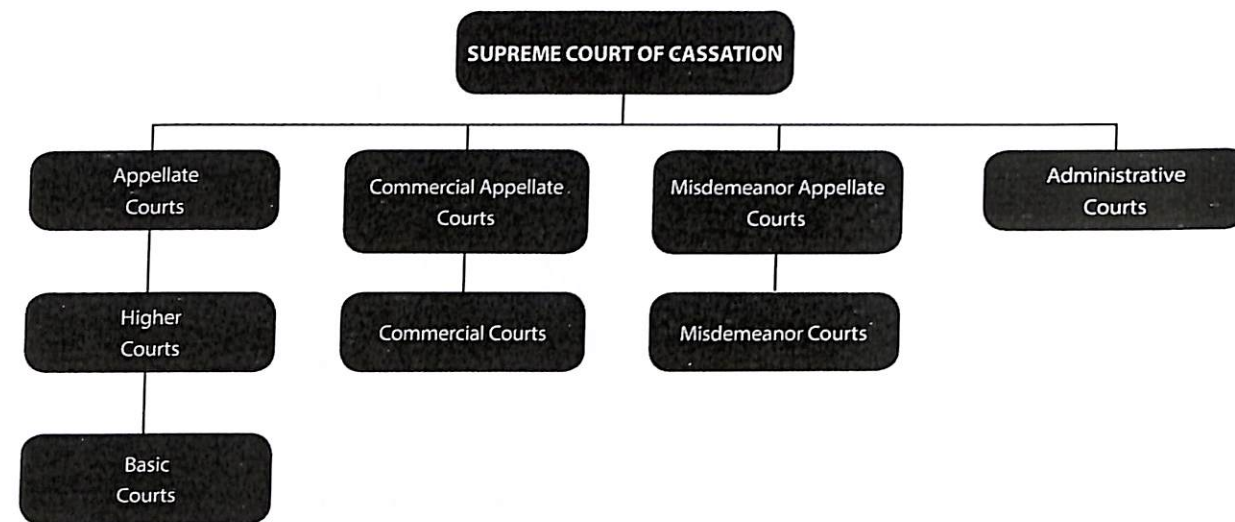 SUPREME COURT OF CASSATION
Appellate
Courts
Commercial Appellate
Courts
Misdemeanor Appellate
Courts
Administrative
Courts
Higher
Courts
Commercial Courts
Misdemeanor Courts
Basic
Courts